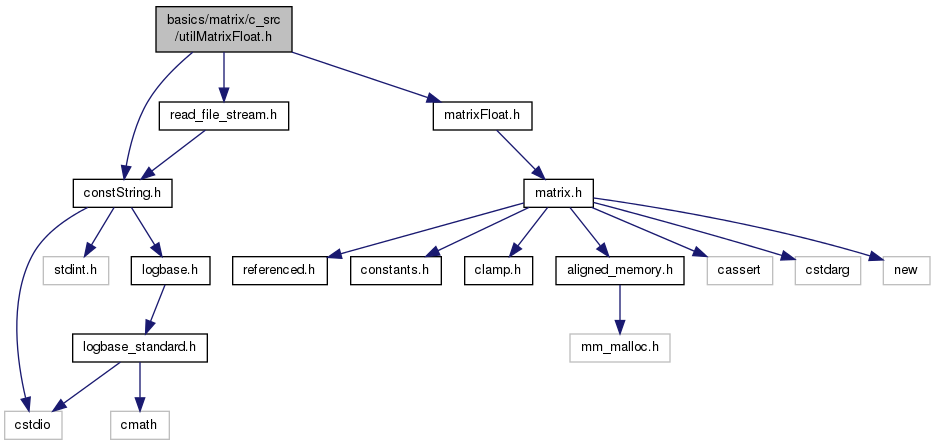 basics/matrix/c_src
/utilMatrixFloat.h
read_file_stream.h
matrixFloat.h
constString.h
matrix.h
stdint.h
logbase.h
referenced.h
constants.h
clamp.h
aligned_memory.h
cassert
cstdarg
new
logbase_standard.h
mm_malloc.h
cstdio
cmath